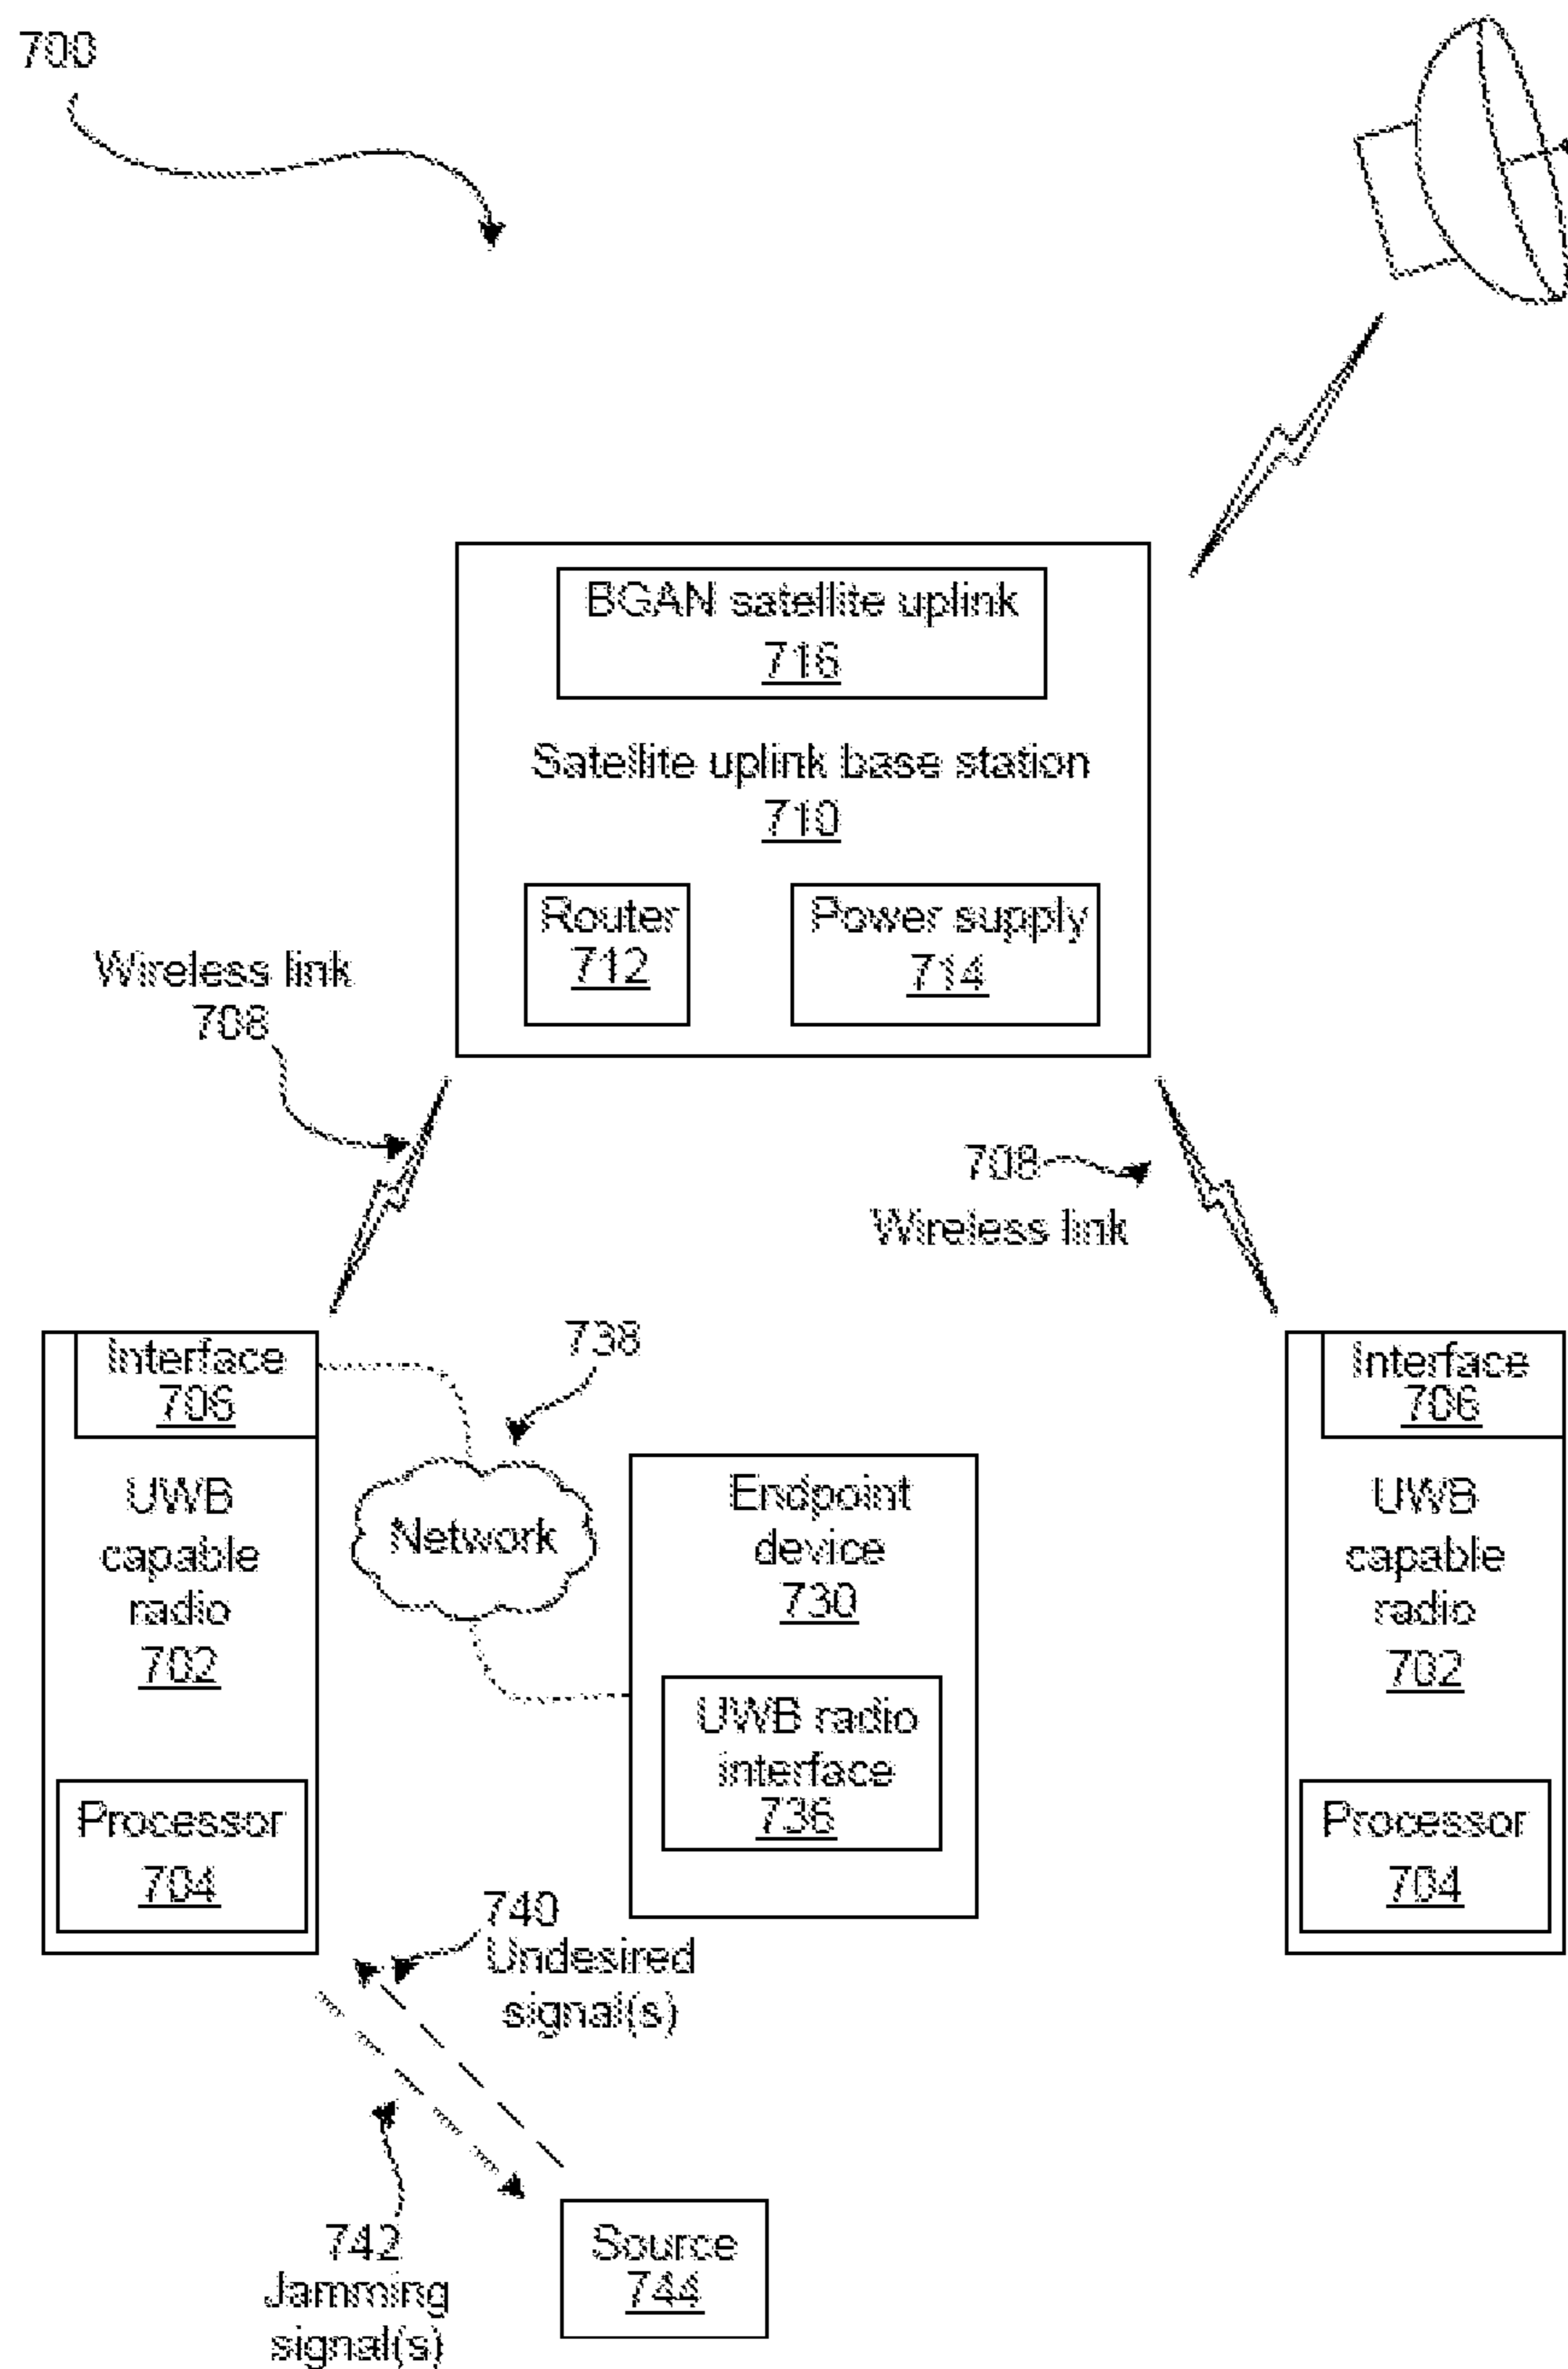 700
BGAN satellite uplink
716
Satellite uplink base station
710
Router
712
Power supply
714
Wireless link
708
708
Wireless link
Interface
706
UWB
capable
radio
702
Processor
704
738
Network
Endpoint
device
730
UWB radio
interface
736
Interface
706
UWB
capable
radio
702
Processor
704
740
Undesired
signal(s)
742
Jamming
signal(s)
Source
744